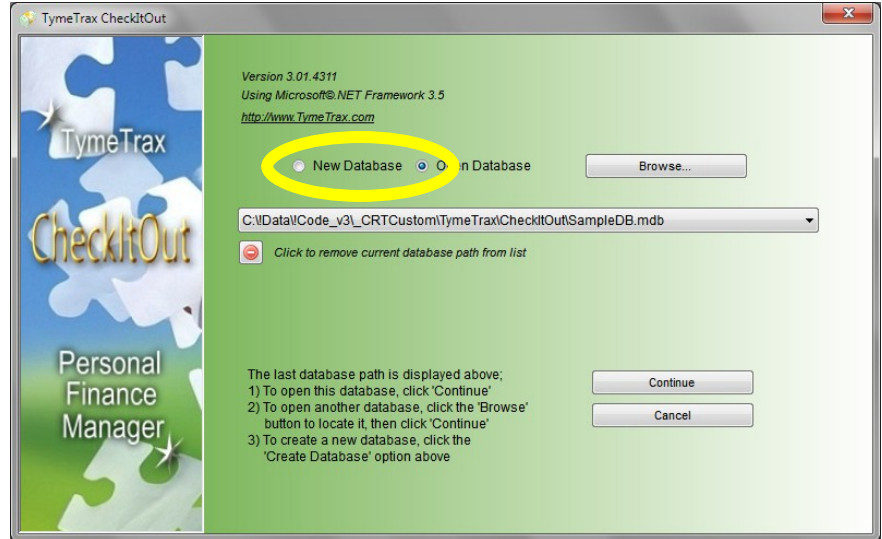 TymeTrax CheckItOut
Version 3.01.4311
Using Microsoft©.NET Framework 3.5
http://www.TymeTrax.com
TymeTrax
New Database Open Database Browse...
CheckItOut
C:\!Data\!Code_v3\_CRTCustom\TymeTrax\CheckItOut\SampleDB.mdb
Click to remove current database path from list
Personal
Finance
Manager
The last database path is displayed above;
1) To open this database, click 'Continue'
2) To open another database, click the 'Browse'
button to locate it, then click 'Continue'
3) To create a new database, click the
'Create Database' option above
Continue
Cancel